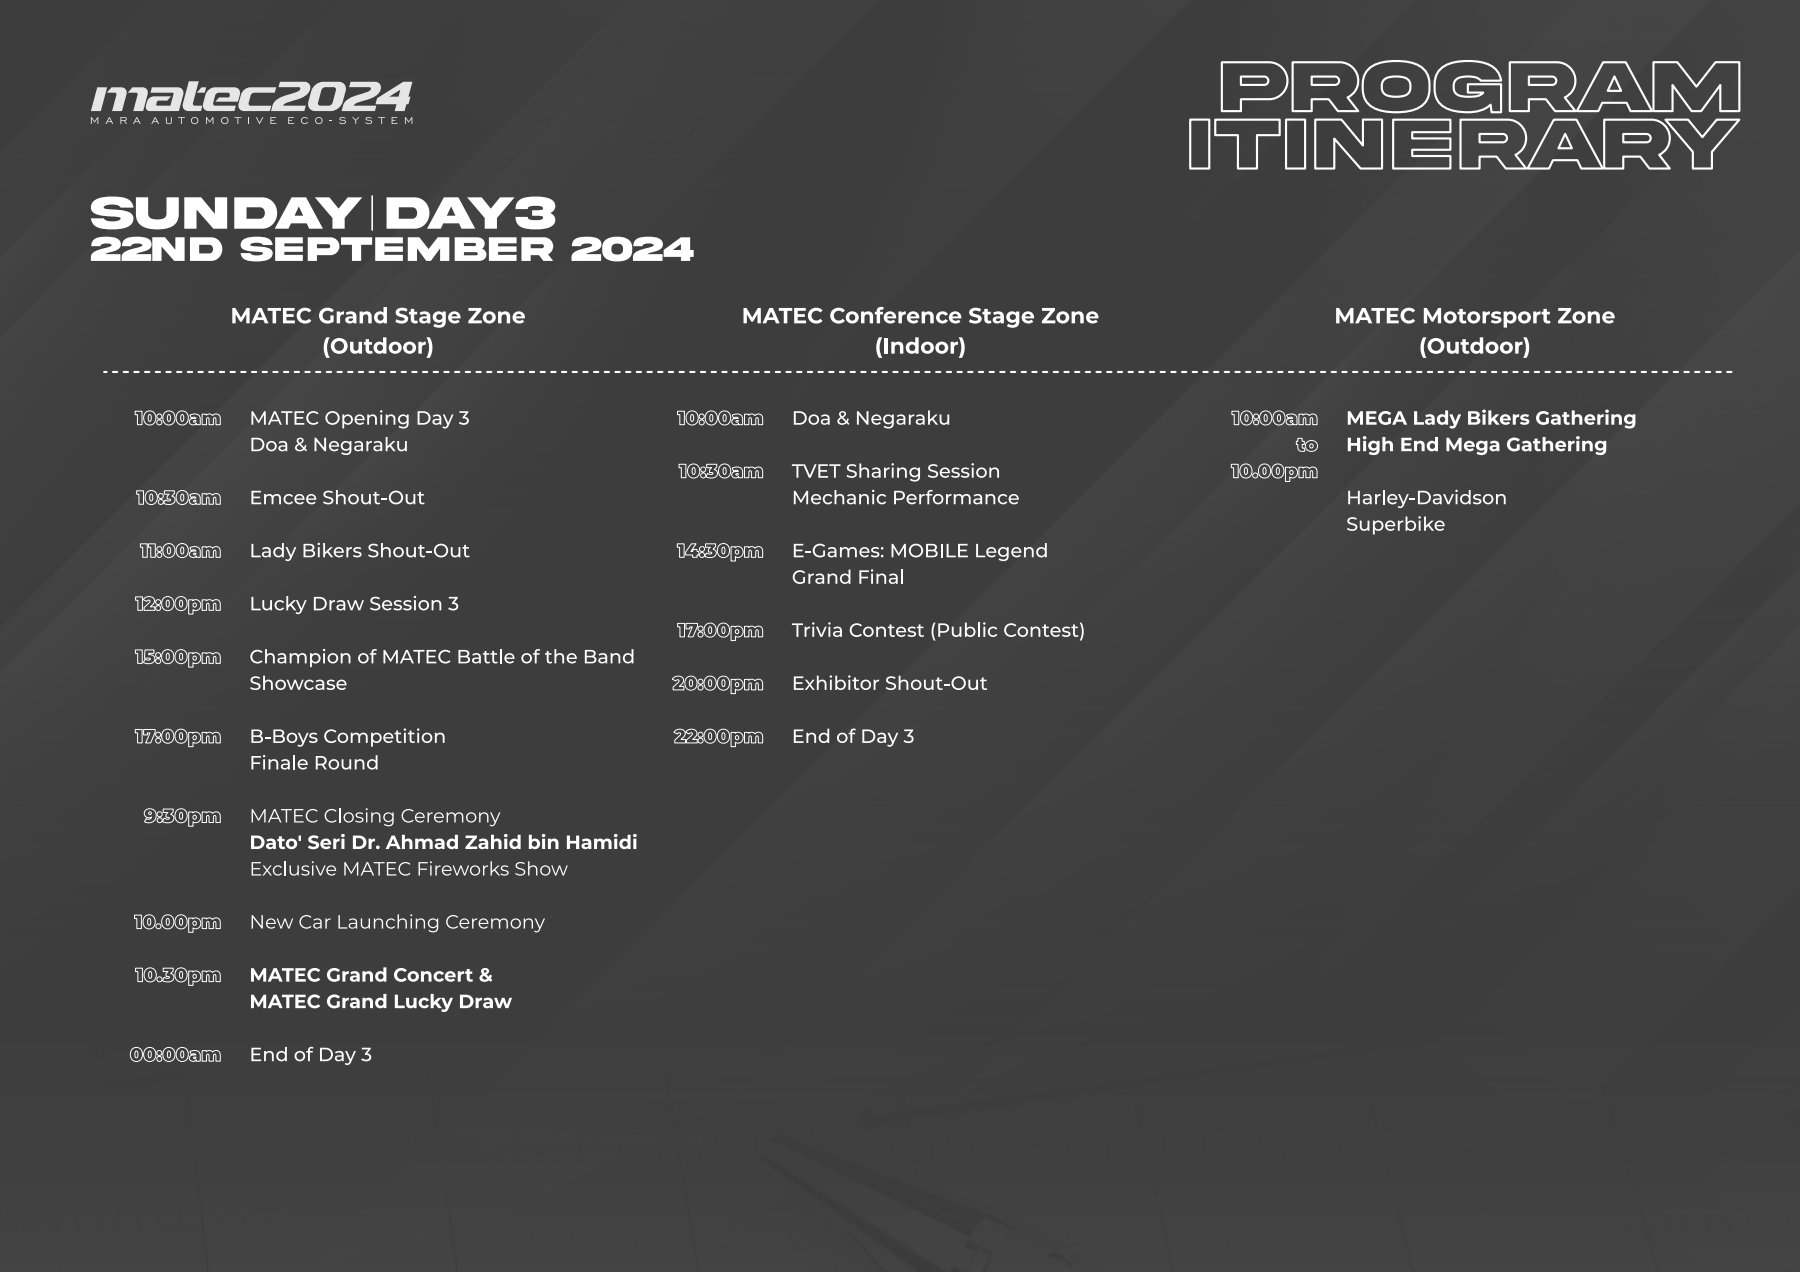 matec2024
MARA AUTOMOTIVE ECO-SYSTEM
PROGRAM
ITINERARY
SUNDAY | DAY3
22ND SEPTEMBER 2024
MATEC Grand Stage Zone
(Outdoor)
10:00am MATEC Opening Day 3
Doa & Negaraku
10:30am Emcee Shout-Out
11:00am Lady Bikers Shout-Out
12:00pm Lucky Draw Session 3
15:00pm Champion of MATEC Battle of the Band
Showcase
17:00pm B-Boys Competition
Finale Round
9:30pm MATEC Closing Ceremony
Dato' Seri Dr. Ahmad Zahid bin Hamidi
Exclusive MATEC Fireworks Show
10.00pm New Car Launching Ceremony
10.30pm MATEC Grand Concert &
MATEC Grand Lucky Draw
00:00am End of Day 3
MATEC Conference Stage Zone
(Indoor)
10:00am Doa & Negaraku
10:30am TVET Sharing Session
Mechanic Performance
14:30pm E-Games: MOBILE Legend
Grand Final
17:00pm Trivia Contest (Public Contest)
20:00pm Exhibitor Shout-Out
22:00pm End of Day 3
MATEC Motorsport Zone
(Outdoor)
10:00am MEGA Lady Bikers Gathering
to High End Mega Gathering
10.00pm
Harley-Davidson
Superbike